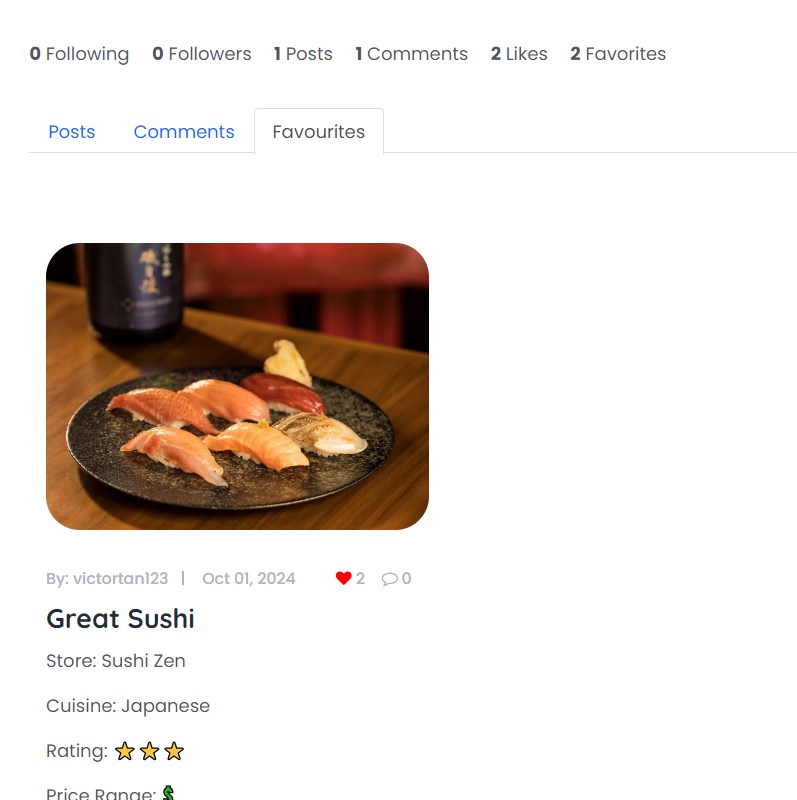 0 Following 0 Followers 1 Posts 1 Comments 2 Likes 2 Favorites
Posts Comments Favourites
By: victortan123 | Oct 01, 2024 2 0
Great Sushi
Store: Sushi Zen
Cuisine: Japanese
Rating:
Price Range: